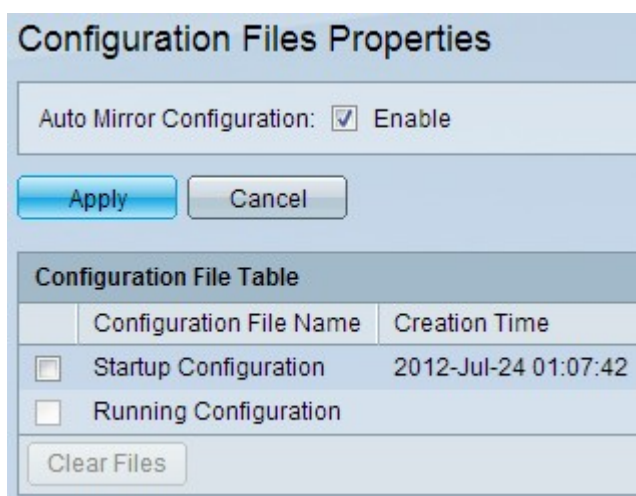 Configuration Files Properties
Auto Mirror Configuration: Enable
Apply Cancel
Configuration File Table
Configuration File Name Creation Time
Startup Configuration 2012-Jul-24 01:07:42
Running Configuration
Clear Files